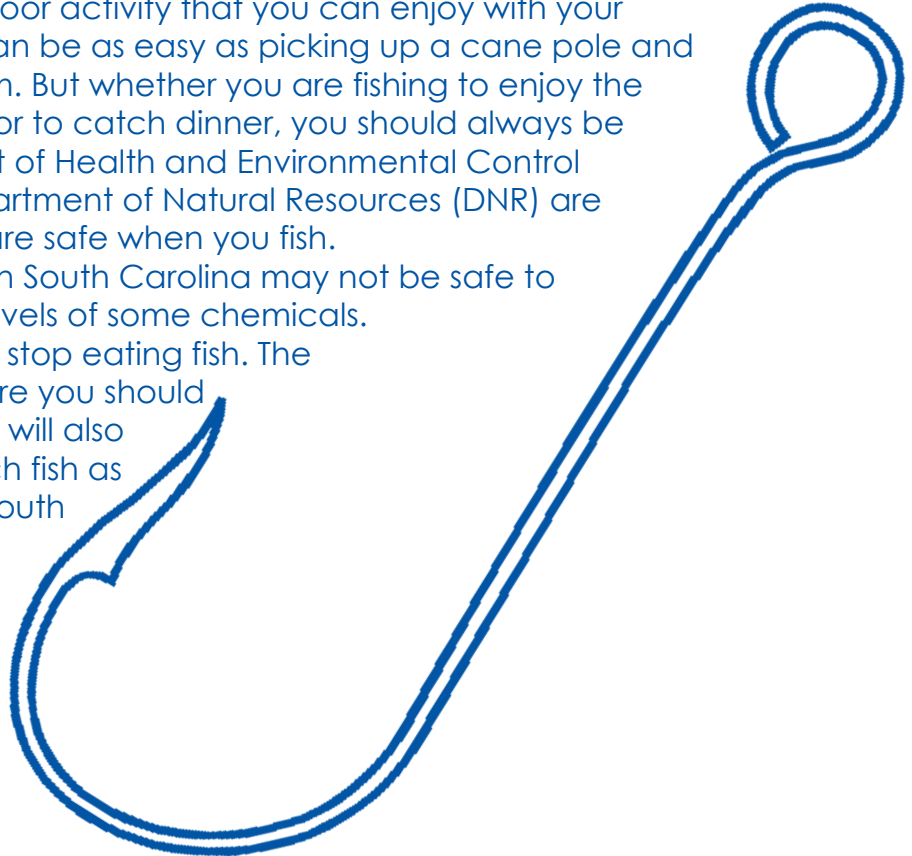 oor activity that you can enjoy with your
an be as easy as picking up a cane pole and
. But whether you are fishing to enjoy the
or to catch dinner, you should always be
t of Health and Environmental Control
artment of Natural Resources (DNR) are
re safe when you fish.
South Carolina may not be safe to
vels of some chemicals.
stop eating fish. The
re you should
will also
h fish as
outh